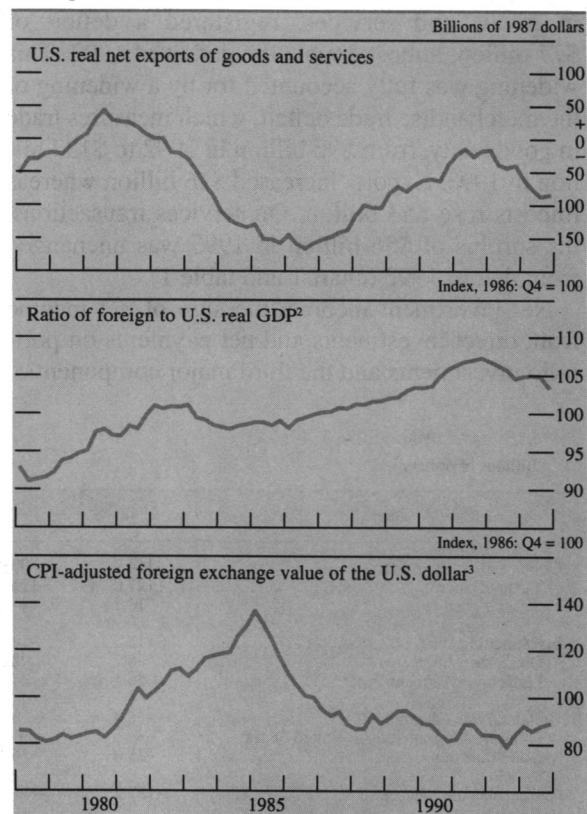 Billions of 1987 dollars
U.S. real net exports of goods and services
100
50
+
0
-
50
100
150
Index, 1986: Q4 = 100
Ratio of foreign to U.S. real GDP²
110
105
100
95
90
Index, 1986: Q4 = 100
CPI-adjusted foreign exchange value of the U.S. dollar³
140
120
100
80
1980 1985 1990